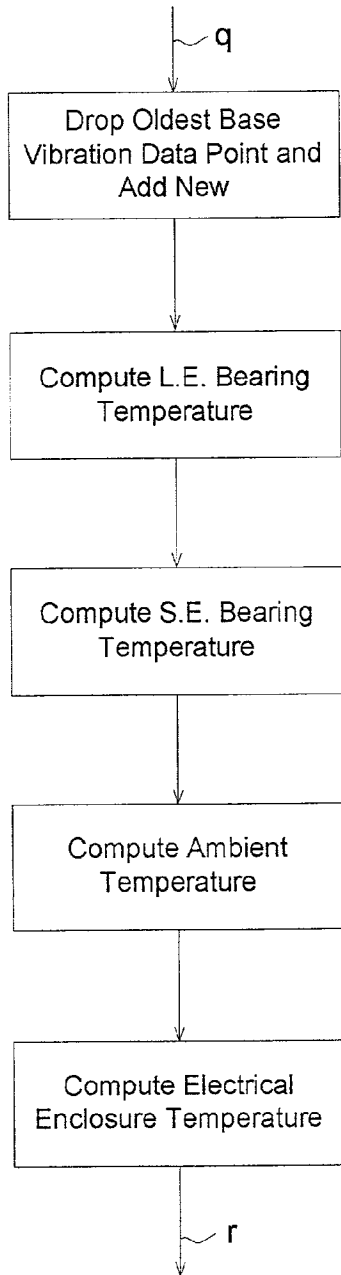 q
Drop Oldest Base
Vibration Data Point and
Add New
Compute L.E. Bearing
Temperature
Compute S.E. Bearing
Temperature
Compute Ambient
Temperature
Compute Electrical
Enclosure Temperature
r